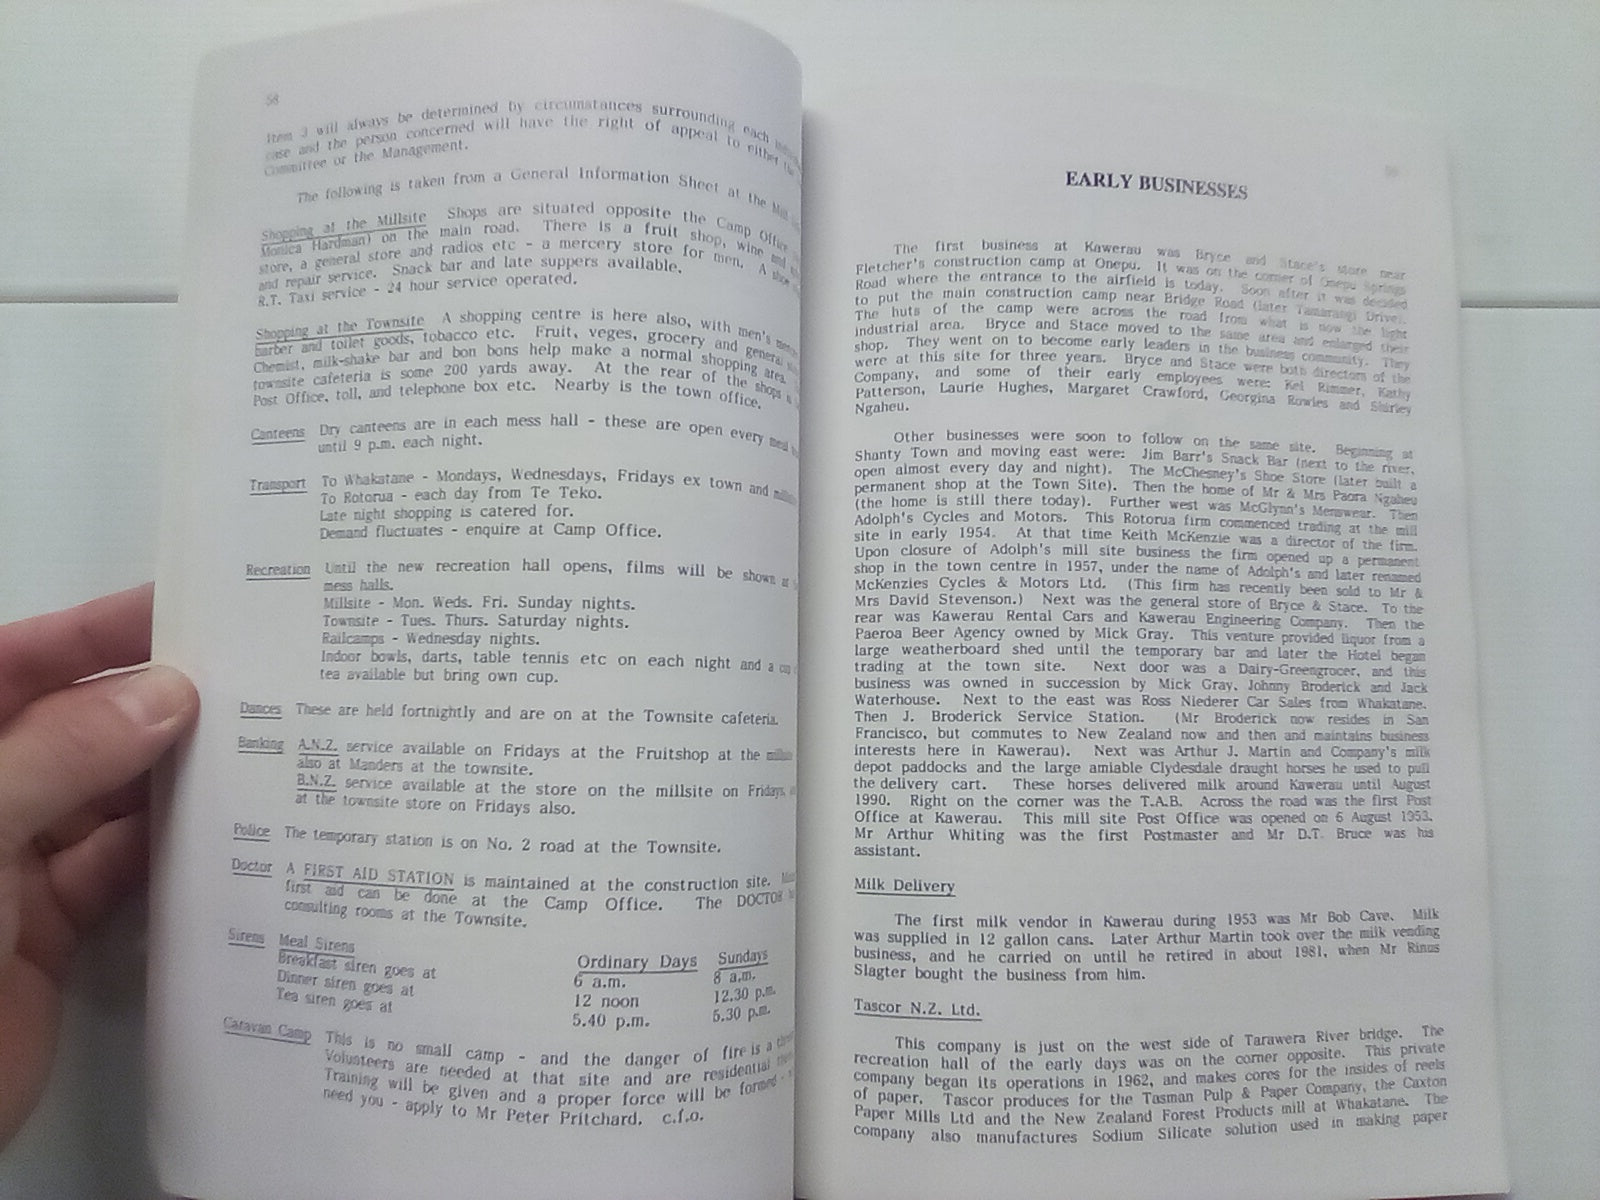 58
Item 3 will always be determined by circumstances surrounding each
case and the person concerned will have the right of appeal to either the
Committee or the Management.
The following is taken from a General Information Sheet at the Mill
Shopping at the Millsite Shops are situated opposite the Camp Office
Monica Hardman) on the main road. There is a fruit shop, wine and
store, a general store and radios etc - a mercery store for men. A shoe
and repair service. Snack bar and late suppers available.
R.T. Taxi service - 24 hour service operated.
Shopping at the Townsite A shopping centre is here also, with men's
barber and toilet goods, tobacco etc. Fruit, veges, grocery and general
Chemist, milk-shake bar and bon bons help make a normal shopping area.
townsite cafeteria is some 200 yards away. At the rear of the shops is
Post Office, toll, and telephone box etc. Nearby is the town office.
Canteens Dry canteens are in each mess hall - these are open every meal
until 9 p.m. each night.
Transport To Whakatane - Mondays, Wednesdays, Fridays ex town and
To Rotorua - each day from Te Teko.
Late night shopping is catered for.
Demand fluctuates - enquire at Camp Office.
Recreation Until the new recreation hall opens, films will be shown at
mess halls.
Millsite - Mon. Weds. Fri. Sunday nights.
Townsite - Tues. Thurs. Saturday nights.
Railcamps - Wednesday nights.
Indoor bowls, darts, table tennis etc on each night and a cup
tea available but bring own cup.
Dances These are held fortnightly and are on at the Townsite cafeteria.
Banking A.N.Z. service available on Fridays at the Fruitshop at the
also at Manders at the townsite.
B.N.Z. service available at the store on the millsite on Fridays,
at the townsite store on Fridays also.
Police The temporary station is on No. 2 road at the Townsite.
Doctor A FIRST AID STATION is maintained at the construction site.
first aid can be done at the Camp Office. The DOCTOR
consulting rooms at the Townsite.
Sirens Meal Sirens Ordinary Days Sundays
Breakfast siren goes at 6 a.m. 8 a.m.
Dinner siren goes at 12 noon 12.30 p.m.
Tea siren goes at 5.40 p.m. 5.30 p.m.
Caravan Camp This is no small camp - and the danger of fire is a
Volunteers are needed at that site and are residential
Training will be given and a proper force will be formed -
need you - apply to Mr Peter Pritchard. c.f.o.
EARLY BUSINESSES
The first business at Kawerau was Bryce and Stace's store near
Fletcher's construction camp at Onepu. It was on the corner of Onepu Springs
Road where the entrance to the airfield is today. Soon after it was decided
to put the main construction camp near Bridge Road (later Tamarangi Drive).
The huts of the camp were across the road from what is now the light
industrial area. Bryce and Stace moved to the same area and enlarged their
shop. They went on to become early leaders in the business community. They
were at this site for three years. Bryce and Stace were both directors of the
Company, and some of their early employees were: Kel Rimmer, Kathy
Patterson, Laurie Hughes, Margaret Crawford, Georgina Rowles and Shirley
Ngaheu.
Other businesses were soon to follow on the same site. Beginning at
Shanty Town and moving east were: Jim Barr's Snack Bar (next to the river,
open almost every day and night). The McChesney's Shoe Store (later built a
permanent shop at the Town Site). Then the home of Mr & Mrs Paora Ngaheu
(the home is still there today). Further west was McGlynn's Menswear. Then
Adolph's Cycles and Motors. This Rotorua firm commenced trading at the mill
site in early 1954. At that time Keith McKenzie was a director of the firm.
Upon closure of Adolph's mill site business the firm opened up a permanent
shop in the town centre in 1957, under the name of Adolph's and later renamed
McKenzies Cycles & Motors Ltd. (This firm has recently been sold to Mr &
Mrs David Stevenson.) Next was the general store of Bryce & Stace. To the
rear was Kawerau Rental Cars and Kawerau Engineering Company. Then the
Paeroa Beer Agency owned by Mick Gray. This venture provided liquor from a
large weatherboard shed until the temporary bar and later the Hotel began
trading at the town site. Next door was a Dairy-Greengrocer, and this
business was owned in succession by Mick Gray, Johnny Broderick and Jack
Waterhouse. Next to the east was Ross Niederer Car Sales from Whakatane.
Then J. Broderick Service Station. (Mr Broderick now resides in San
Francisco, but commutes to New Zealand now and then and maintains business
interests here in Kawerau). Next was Arthur J. Martin and Company's milk
depot paddocks and the large amiable Clydesdale draught horses he used to pull
the delivery cart. These horses delivered milk around Kawerau until August
1990. Right on the corner was the T.A.B. Across the road was the first Post
Office at Kawerau. This mill site Post Office was opened on 6 August 1953.
Mr Arthur Whiting was the first Postmaster and Mr D.T. Bruce was his
assistant.
Milk Delivery
The first milk vendor in Kawerau during 1953 was Mr Bob Cave. Milk
was supplied in 12 gallon cans. Later Arthur Martin took over the milk vending
business, and he carried on until he retired in about 1981, when Mr Rinus
Slagter bought the business from him.
Tascor N.Z. Ltd.
This company is just on the west side of Tarawera River bridge. The
recreation hall of the early days was on the corner opposite. This private
company began its operations in 1962, and makes cores for the insides of reels
of paper. Tascor produces for the Tasman Pulp & Paper Company, the Caxton
Paper Mills Ltd and the New Zealand Forest Products mill at Whakatane. The
company also manufactures Sodium Silicate solution used in making paper